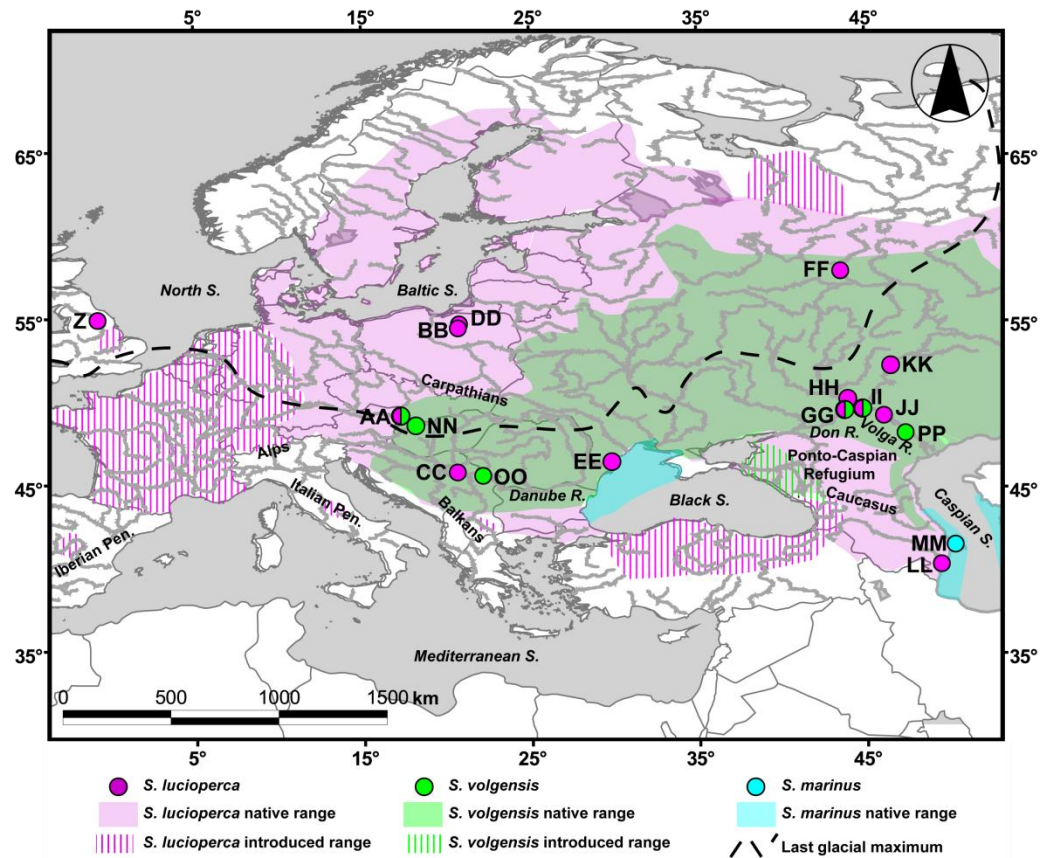 5° 15° 25° 35° 45°
65° 65°
FF
North S. Baltic S. DD
Z BB
55° 55°
KK
Carpathians HH II
AA NN GG JJ
Volga R. PP
Don R.
Alps Ponto-Caspian
Refugium
CC OO EE
45° Danube R. 45°
Italian Pen. Balkans Black S. Caucasus Caspian S.
Iberian Pen. MM
LL
35° Mediterranean S. 35°
0 500 1000 1500 km
5° 15° 25° 35° 45°
S. lucioperca S. volgensis S. marinus
S. lucioperca native range S. volgensis native range S. marinus native range
S. lucioperca introduced range S. volgensis introduced range Last glacial maximum